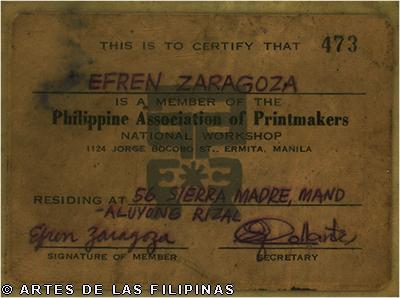 THIS IS TO CERTIFY THAT 473
EFREN ZARAGOZA
IS A MEMBER OF THE
Philippine Association of Printmakers
NATIONAL WORKSHOP
1124 JORGE BOCOBO ST., ERMITA, MANILA
RESIDING AT 56 SIERRA MADRE, MAND
-ALUYONG RIZAL
Efren Zaragoza
SIGNATURE OF MEMBER SECRETARY
© ARTES DE LAS FILIPINAS